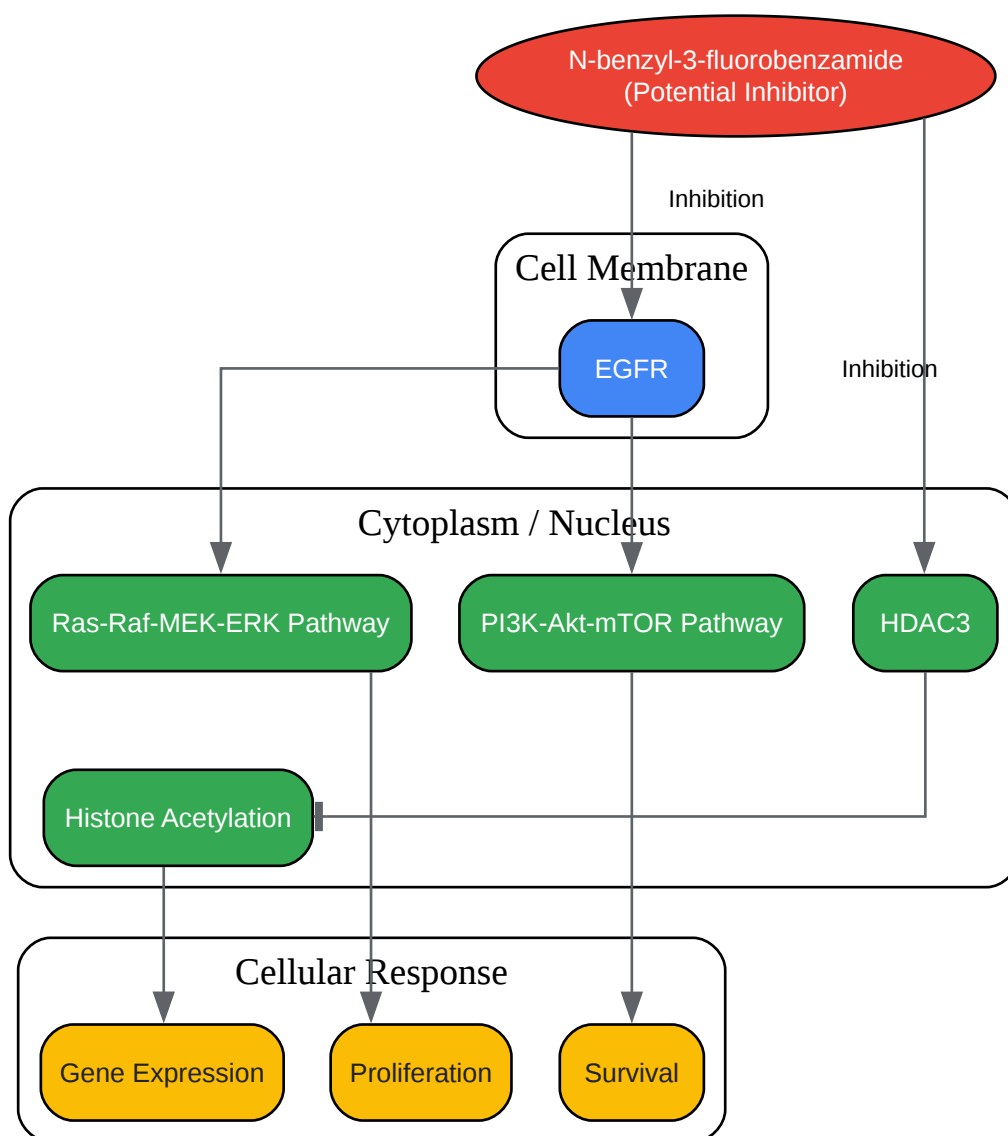 N-benzyl-3-fluorobenzamide
(Potential Inhibitor)
Inhibition
Cell Membrane
EGFR
Inhibition
Cytoplasm / Nucleus
Ras-Raf-MEK-ERK Pathway
PI3K-Akt-mTOR Pathway
HDAC3
Histone Acetylation
Cellular Response
Gene Expression
Proliferation
Survival